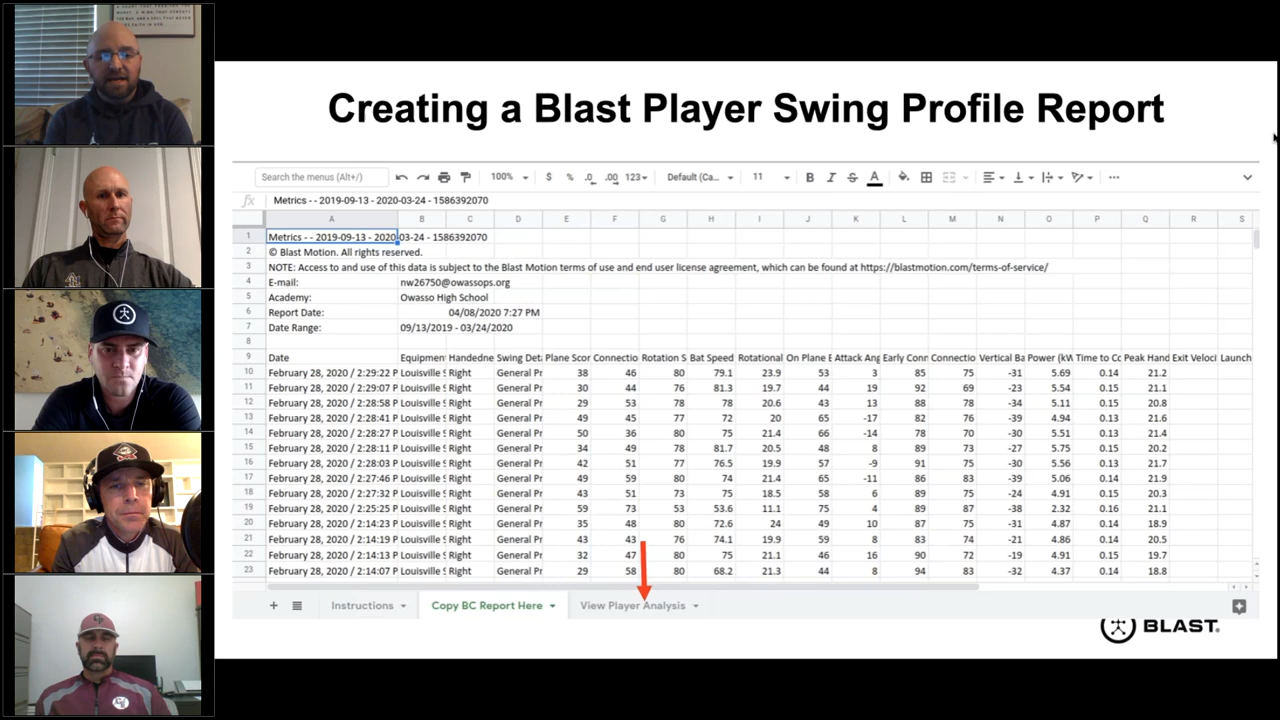 Creating a Blast Player Swing Profile Report
Search the menus (Alt+/) 100% $ % .0 .00 123 Default (Ca... 11 B I S A
fx Metrics - - 2019-09-13 - 2020-03-24 - 1586392070
A B C D E F G H I J K L M N O P Q R S
1 Metrics - - 2019-09-13 - 2020-03-24 - 1586392070
2 © Blast Motion. All rights reserved.
3 NOTE: Access to and use of this data is subject to the Blast Motion terms of use and end user license agreement, which can be found at https://blastmotion.com/terms-of-service/
4 E-mail: nw26750@owassops.org
5 Academy: Owasso High School
6 Report Date: 04/08/2020 7:27 PM
7 Date Range: 09/13/2019 - 03/24/2020
8
9 Date Equipment Handedne Swing Deta Plane Scor Connectio Rotation S Bat Speed Rotational On Plane E Attack Ang Early Conn Connectio Vertical Ba Power (kW Time to Co Peak Hand Exit Veloci Launch
10 February 28, 2020 / 2:29:22 P Louisville S Right General Pr 38 46 80 79.1 23.9 53 3 85 75 -31 5.69 0.14 21.2
11 February 28, 2020 / 2:29:07 P Louisville S Right General Pr 30 44 76 81.3 19.7 44 19 92 69 -23 5.54 0.15 21.1
12 February 28, 2020 / 2:28:58 P Louisville S Right General Pr 29 53 78 78 20.6 43 13 88 78 -34 5.11 0.15 20.8
13 February 28, 2020 / 2:28:41 P Louisville S Right General Pr 49 45 77 72 20 65 -17 82 76 -39 4.94 0.13 21.6
14 February 28, 2020 / 2:28:27 P Louisville S Right General Pr 50 36 80 75 21.4 66 -14 78 70 -30 5.51 0.14 21.4
15 February 28, 2020 / 2:28:11 P Louisville S Right General Pr 34 49 78 81.7 20.5 48 8 89 73 -27 5.75 0.15 20.2
16 February 28, 2020 / 2:28:03 P Louisville S Right General Pr 42 51 77 76.5 19.9 57 -9 91 75 -30 5.56 0.13 21.7
17 February 28, 2020 / 2:27:46 P Louisville S Right General Pr 49 59 80 74 21.4 65 -11 86 83 -39 5.06 0.14 21.9
18 February 28, 2020 / 2:27:32 P Louisville S Right General Pr 43 51 73 75 18.5 58 6 89 75 -24 4.91 0.15 20.3
19 February 28, 2020 / 2:25:25 P Louisville S Right General Pr 59 73 53 53.6 11.1 75 4 89 87 -38 2.32 0.16 21.1
20 February 28, 2020 / 2:14:23 P Louisville S Right General Pr 35 48 80 72.6 24 49 10 87 75 -31 4.87 0.14 18.9
21 February 28, 2020 / 2:14:19 P Louisville S Right General Pr 43 43 76 74.1 19.9 59 8 83 74 -21 4.86 0.14 20.5
22 February 28, 2020 / 2:14:13 P Louisville S Right General Pr 32 47 80 75 21.1 46 16 90 72 -19 4.91 0.15 19.7
23 February 28, 2020 / 2:14:07 P Louisville S Right General Pr 29 58 80 68.2 21.3 44 8 94 83 -32 4.37 0.14 18.8
Instructions Copy BC Report Here View Player Analysis
BLAST